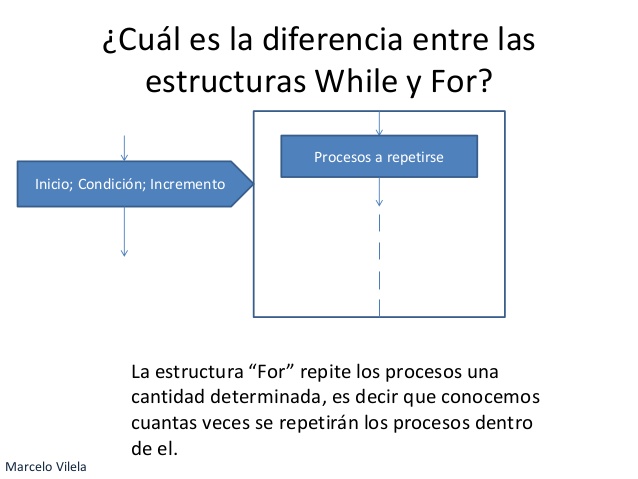 ¿Cuál es la diferencia entre las
estructuras While y For?
Procesos a repetirse
Inicio; Condición; Incremento
La estructura “For” repite los procesos una
cantidad determinada, es decir que conocemos
cuantas veces se repetirán los procesos dentro
de el.
Marcelo Vilela